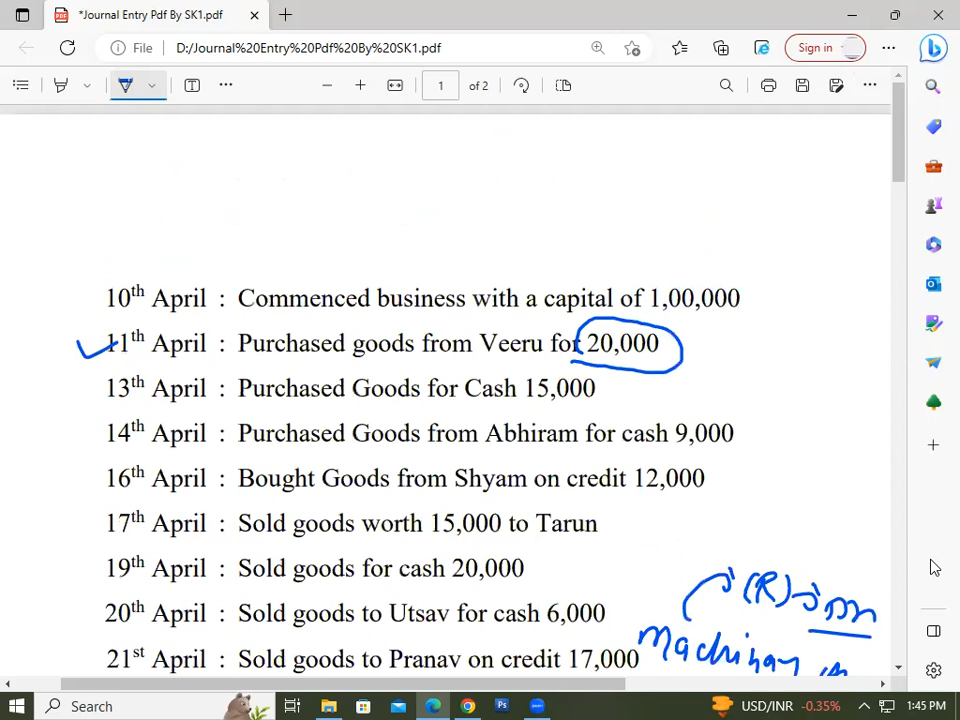 *Journal Entry Pdf By SK1.pdf
File D:/Journal%20Entry%20Pdf%20By%20SK1.pdf
Sign in
1 of 2
10th April : Commenced business with a capital of 1,00,000
11th April : Purchased goods from Veeru for 20,000
13th April : Purchased Goods for Cash 15,000
14th April : Purchased Goods from Abhiram for cash 9,000
16th April : Bought Goods from Shyam on credit 12,000
17th April : Sold goods worth 15,000 to Tarun
19th April : Sold goods for cash 20,000
(R)
20th April : Sold goods to Utsav for cash 6,000
21st April : Sold goods to Pranav on credit 17,000
Machinary
Search
USD/INR -0.35%
1:45 PM